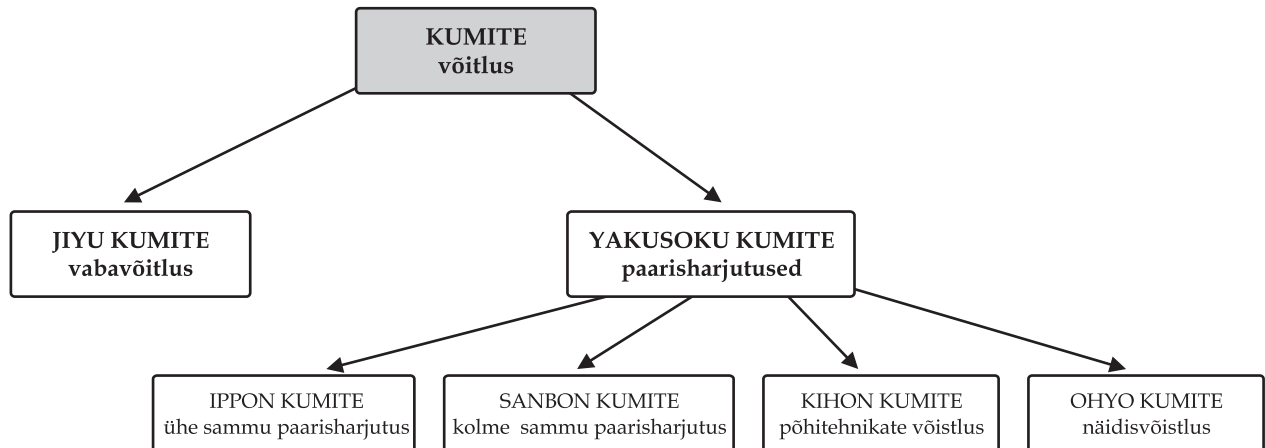 KUMITE
võitlus
JIYU KUMITE
vabavõitlus
YAKUSOKU KUMITE
paarisharjutused
IPPON KUMITE
ühe sammu paarisharjutus
SANBON KUMITE
kolme sammu paarisharjutus
KIHON KUMITE
põhitehnikate võistlus
OHYO KUMITE
näidisvõistlus